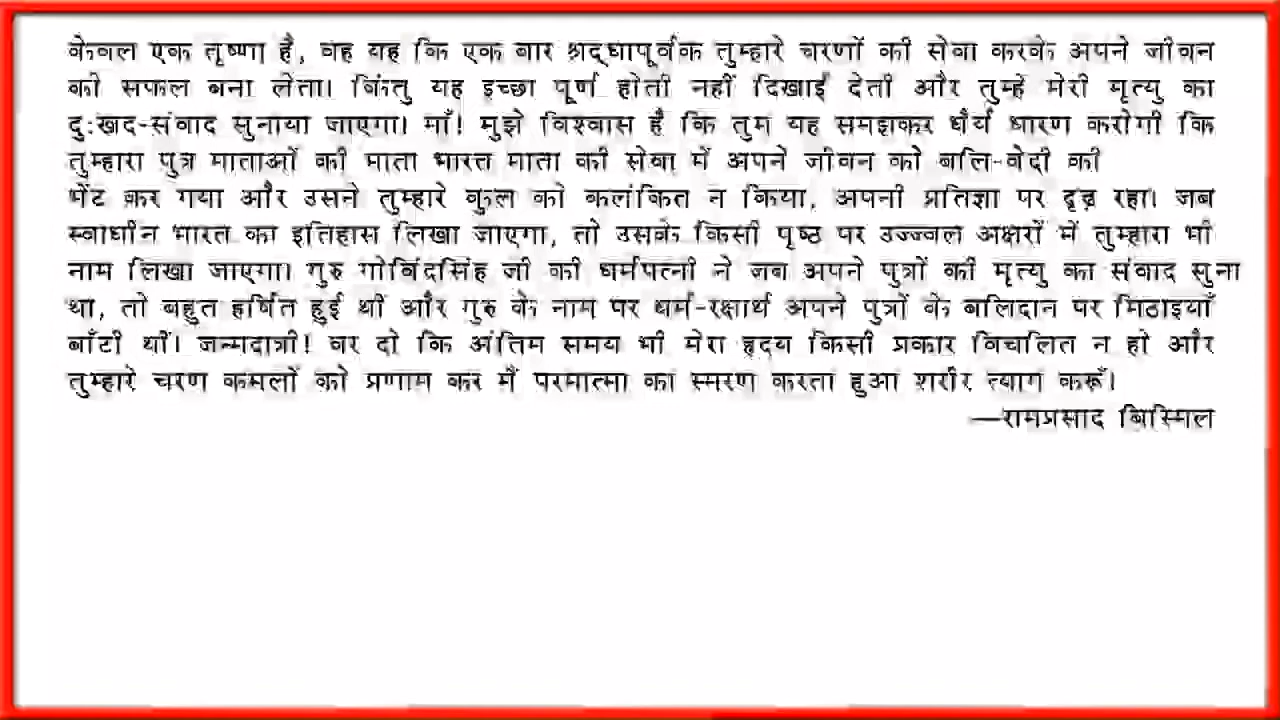 केवल एक तृष्णा है, वह यह कि एक बार श्रद्धापूर्वक तुम्हारे चरणों की सेवा करके अपने जीवन
को सफल बना लेता। किंतु यह इच्छा पूर्ण होती नहीं दिखाई देती और तुम्हें मेरी मृत्यु का
दु:खद-संवाद सुनाया जाएगा। माँ! मुझे विश्वास है कि तुम यह समझकर धैर्य धारण करोगी कि
तुम्हारा पुत्र माताओं की माता भारत माता की सेवा में अपने जीवन को बलि-वेदी की
भेंट कर गया और उसने तुम्हारे कुल को कलंकित न किया, अपनी प्रतिज्ञा पर दृढ़ रहा। जब
स्वाधीन भारत का इतिहास लिखा जाएगा, तो उसके किसी पृष्ठ पर उज्ज्वल अक्षरों में तुम्हारा भी
नाम लिखा जाएगा। गुरु गोविंदसिंह जी की धर्मपत्नी ने जब अपने पुत्रों की मृत्यु का संवाद सुना
था, तो बहुत हर्षित हुई थीं और गुरु के नाम पर धर्म-रक्षार्थ अपने पुत्रों के बलिदान पर मिठाइयाँ
बाँटी थीं। जन्मदात्री! वर दो कि अंतिम समय भी मेरा हृदय किसी प्रकार विचलित न हो और
तुम्हारे चरण कमलों को प्रणाम कर मैं परमात्मा का स्मरण करता हुआ शरीर त्याग करूँ।
—रामप्रसाद बिस्मिल